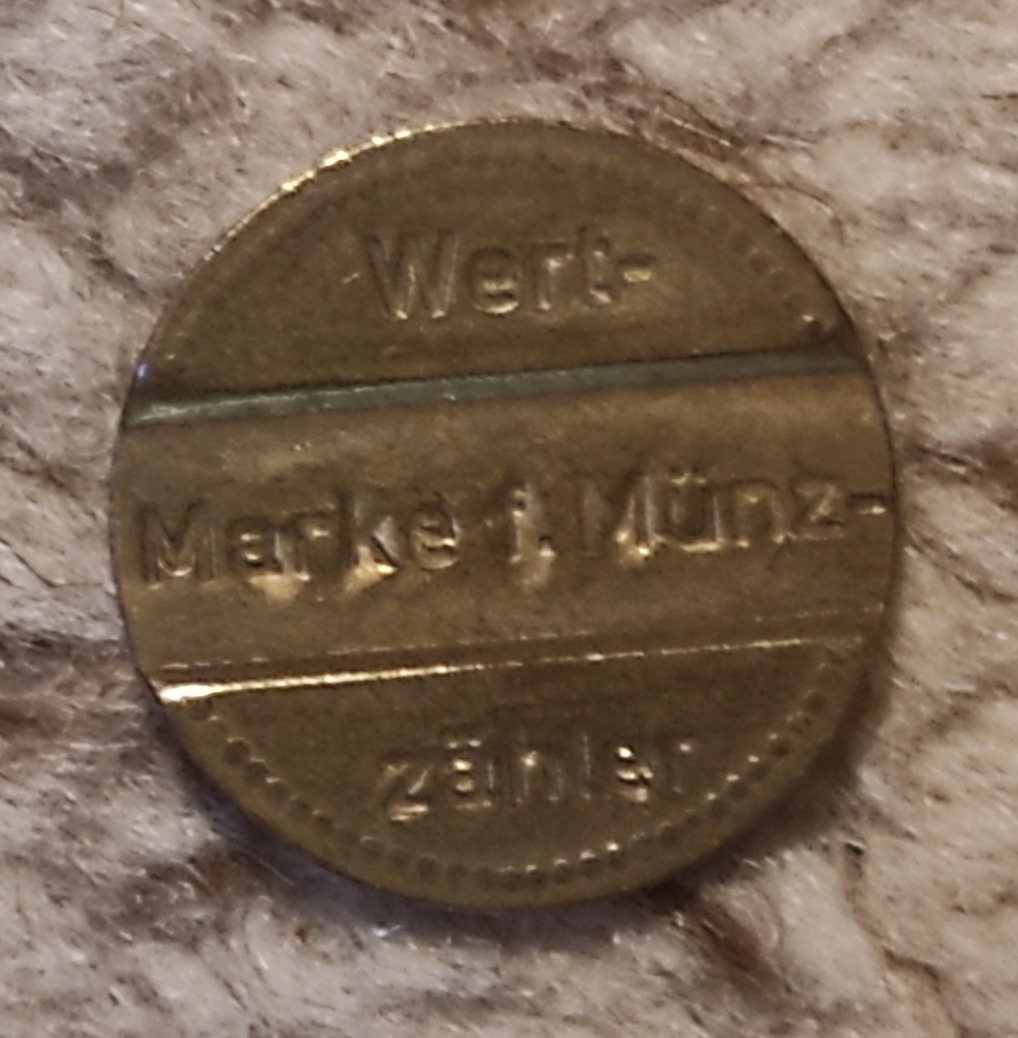 Wert-
Marke f. Münz-
zähler